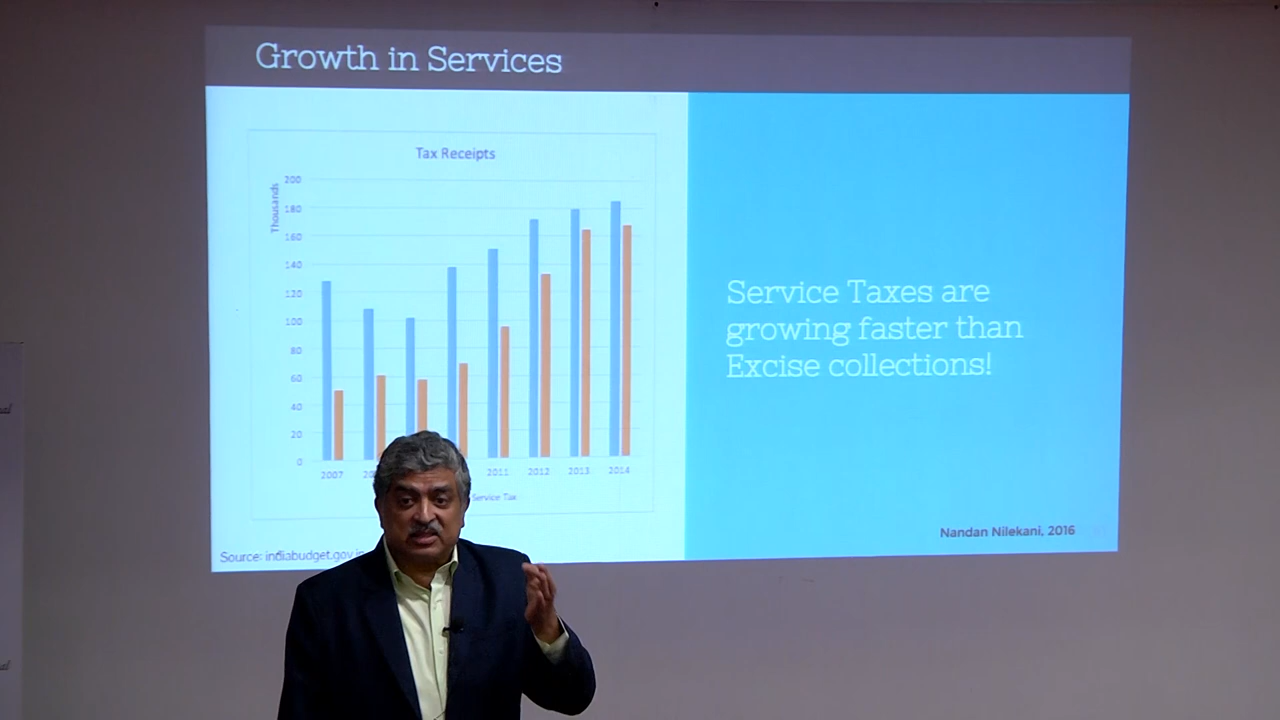 Growth in Services
Tax Receipts
Thousands
200
180
160
140
120
100
80
60
40
20
0
2007
2011
2012
2013
2014
Service Tax
Source: indiabudget.gov.in
Service Taxes are
growing faster than
Excise collections!
Nandan Nilekani, 2016